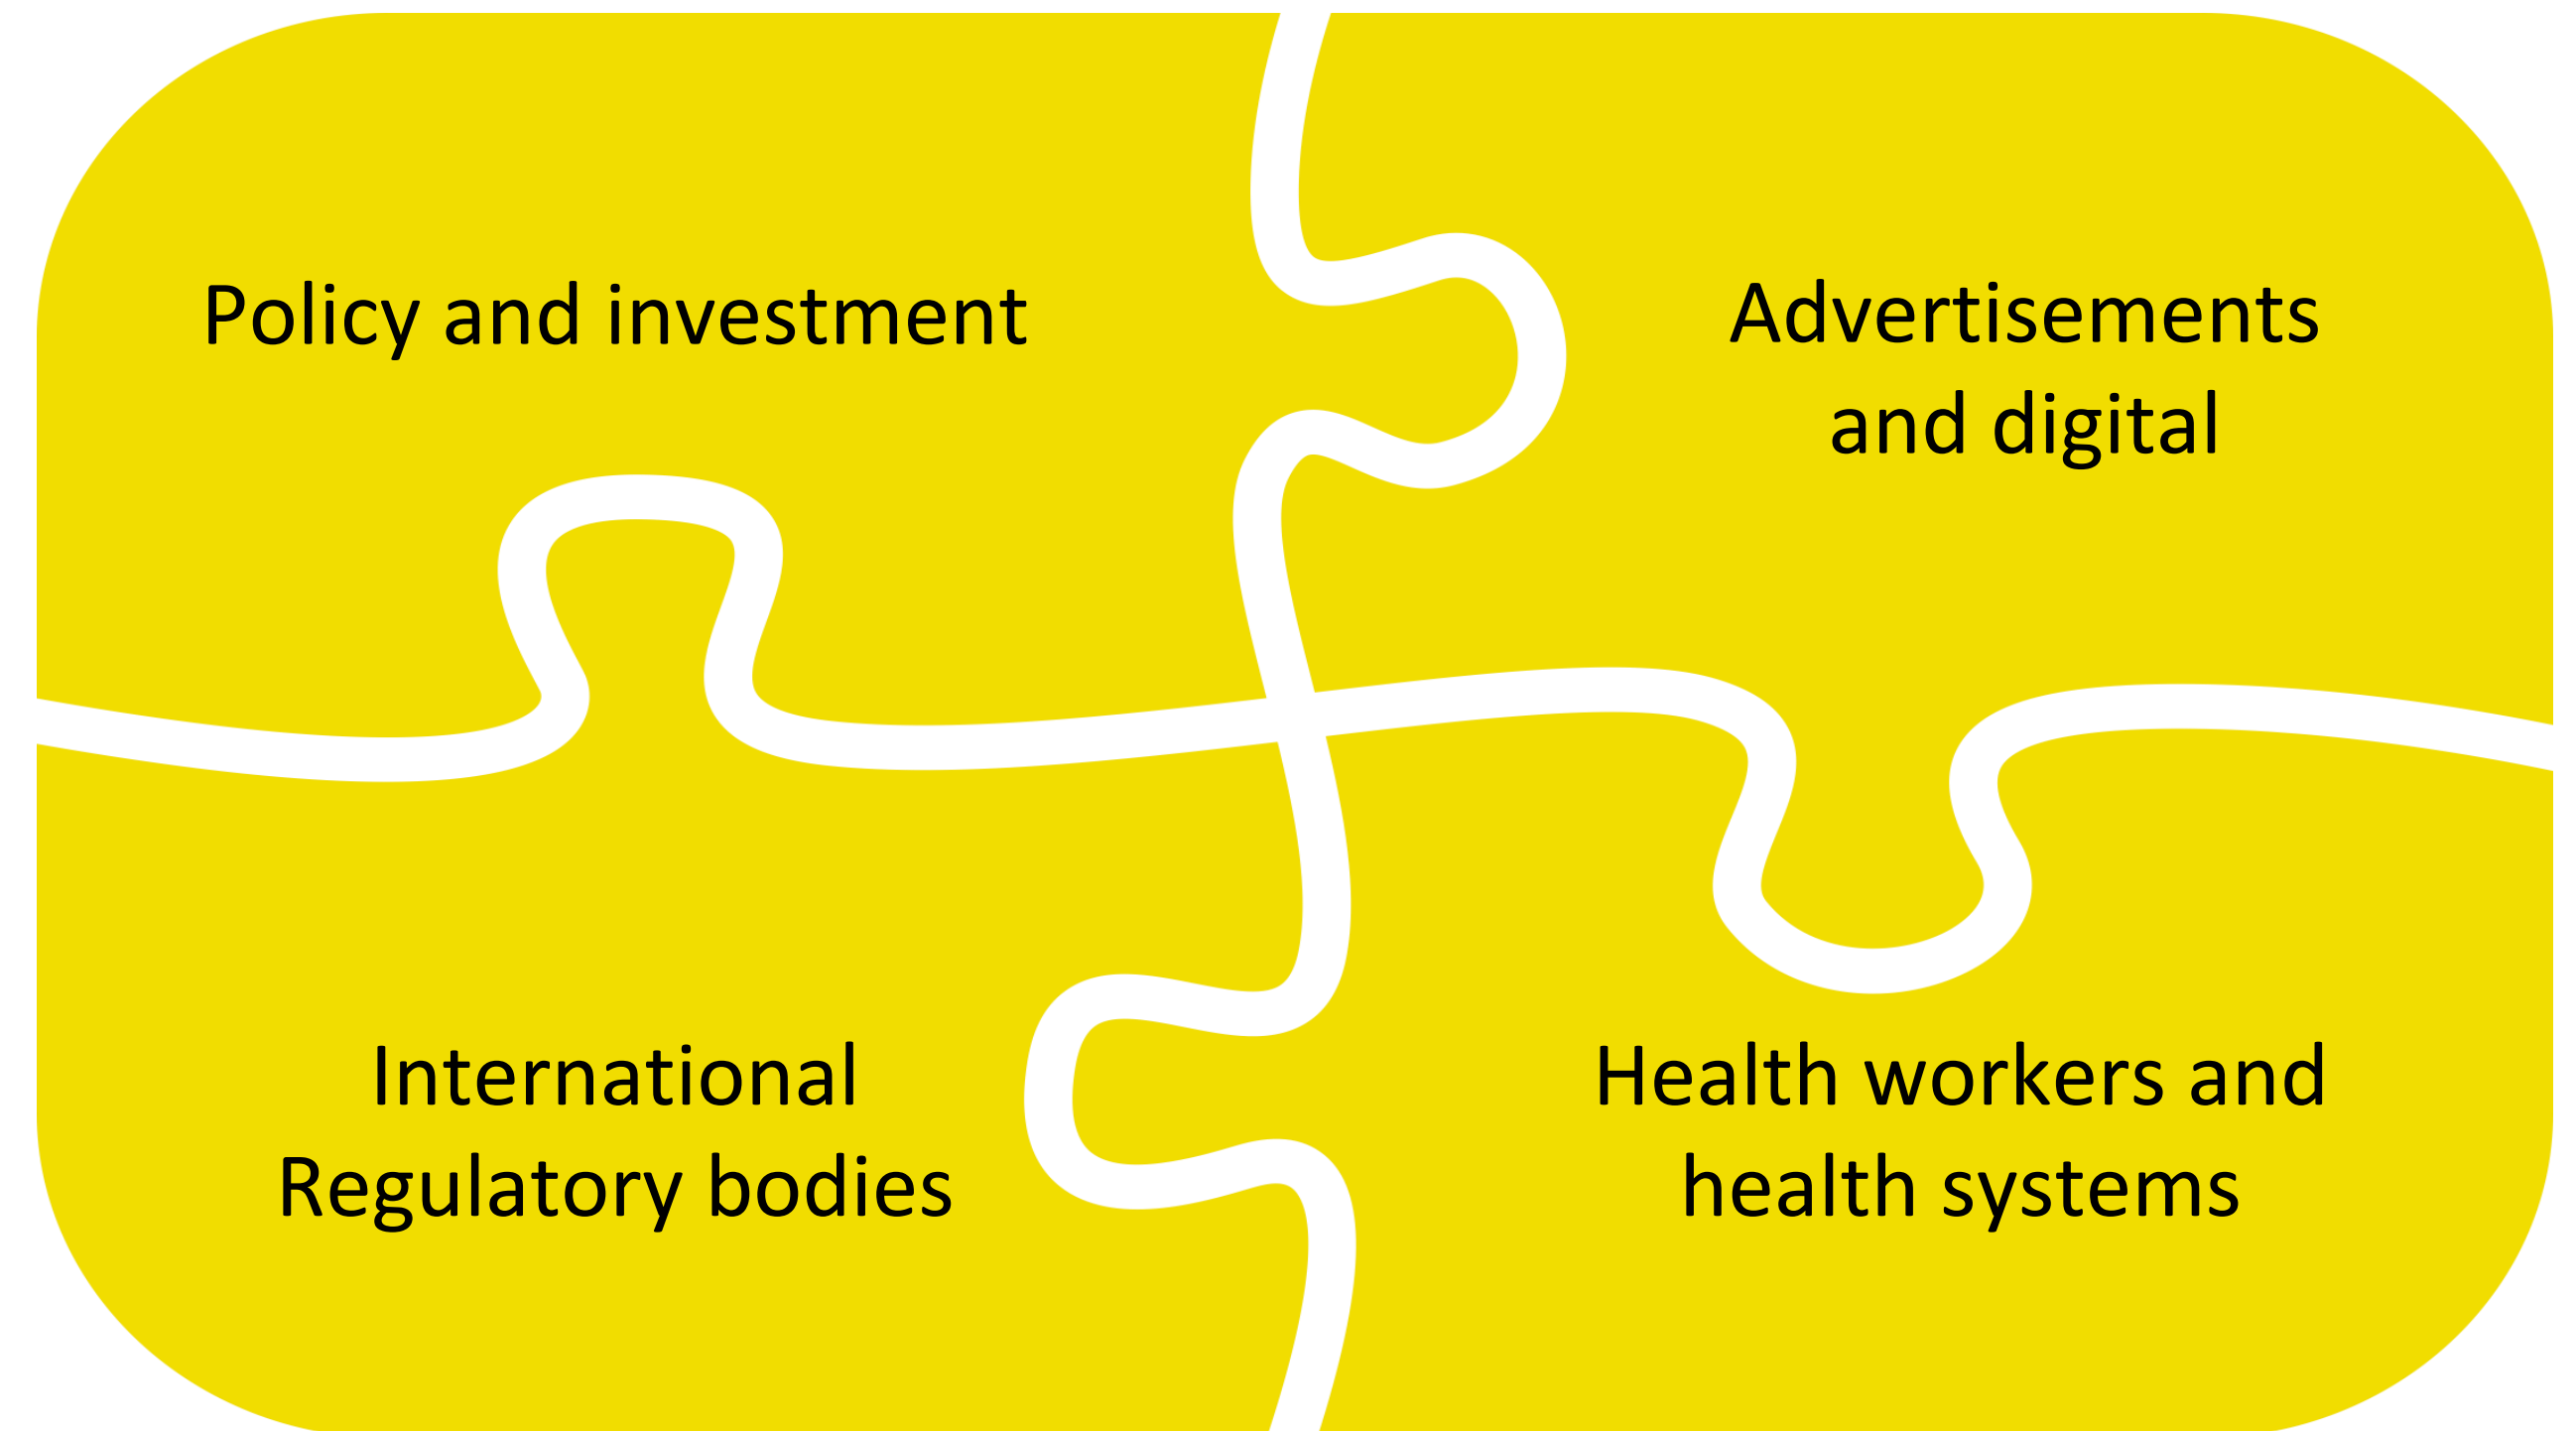 Policy and investment
Advertisements
and digital
International
Regulatory bodies
Health workers and
health systems